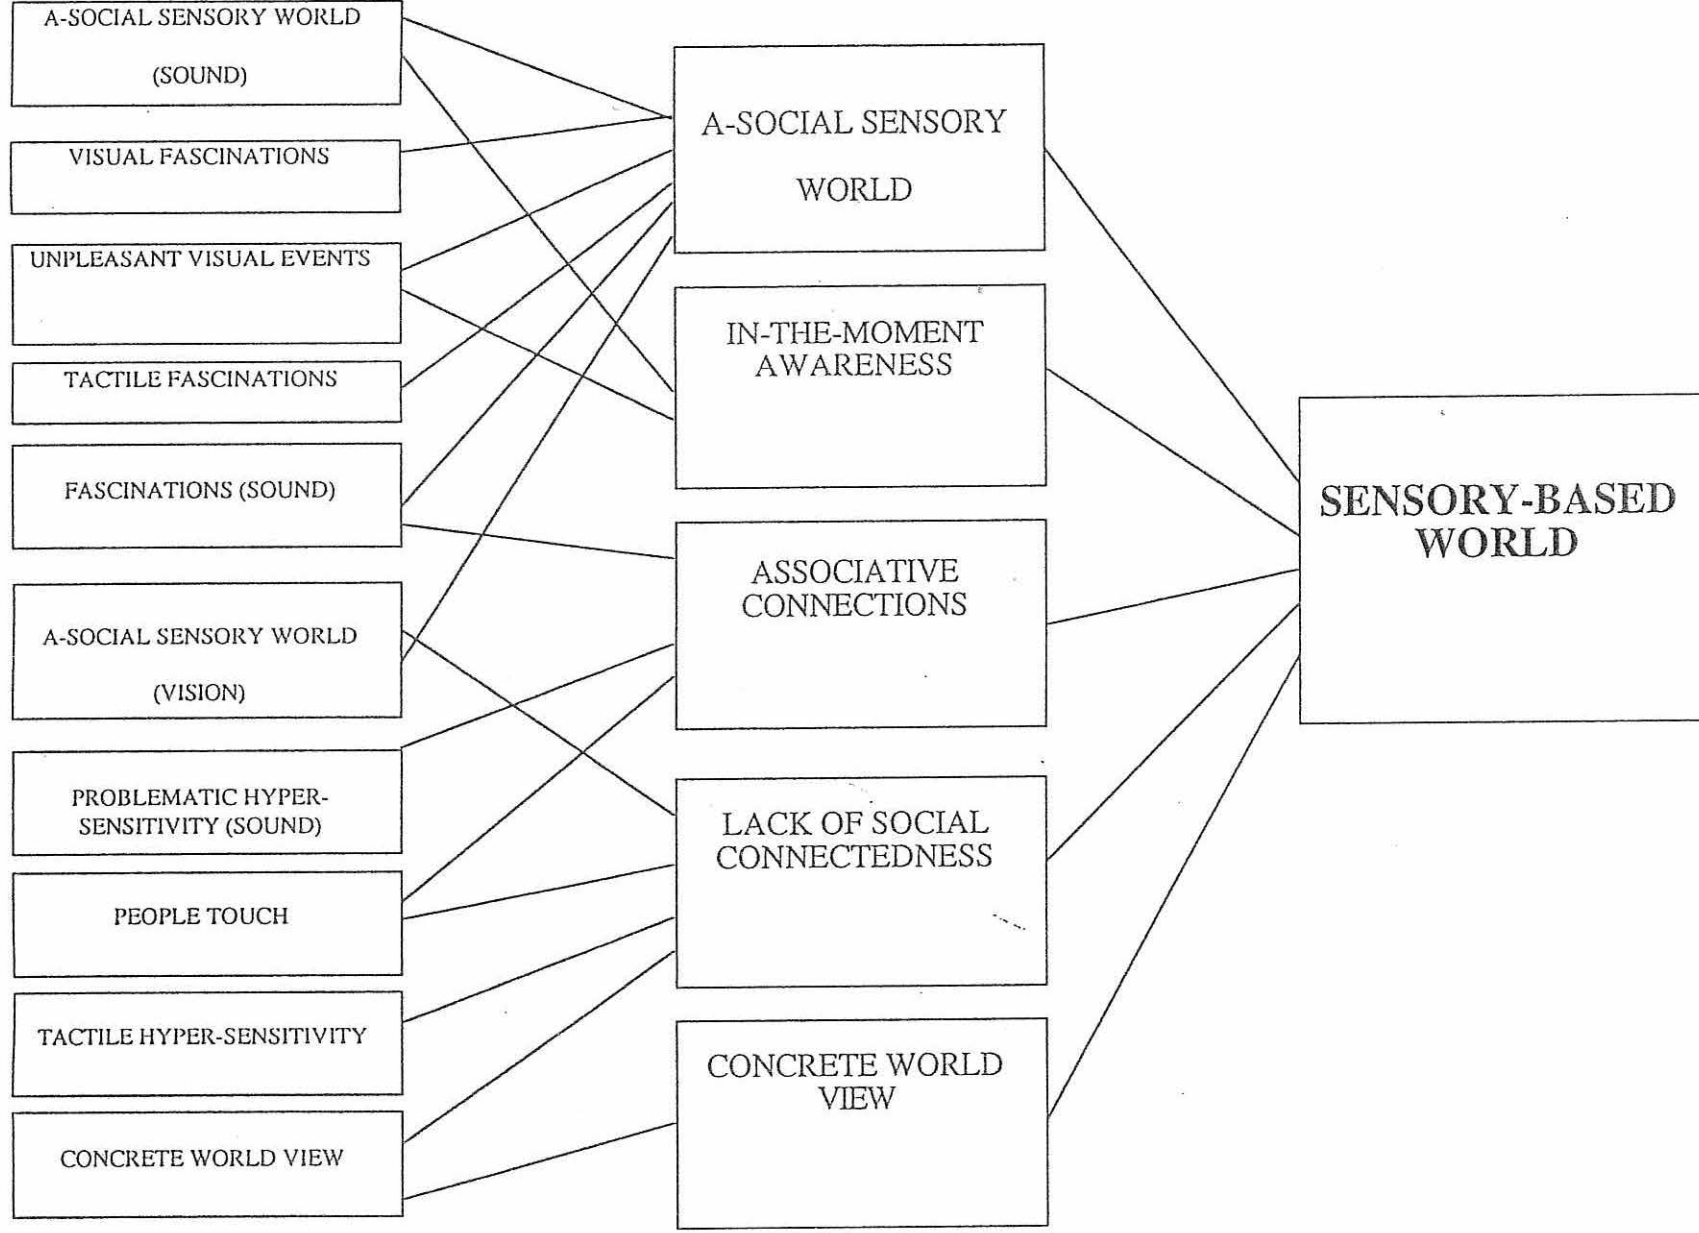 A-SOCIAL SENSORY WORLD
(SOUND)
VISUAL FASCINATIONS
UNPLEASANT VISUAL EVENTS
TACTILE FASCINATIONS
FASCINATIONS (SOUND)
A-SOCIAL SENSORY WORLD
(VISION)
PROBLEMATIC HYPER-
SENSITIVITY (SOUND)
PEOPLE TOUCH
TACTILE HYPER-SENSITIVITY
CONCRETE WORLD VIEW
A-SOCIAL SENSORY
WORLD
IN-THE-MOMENT
AWARENESS
ASSOCIATIVE
CONNECTIONS
LACK OF SOCIAL
CONNECTEDNESS
CONCRETE WORLD
VIEW
SENSORY-BASED
WORLD